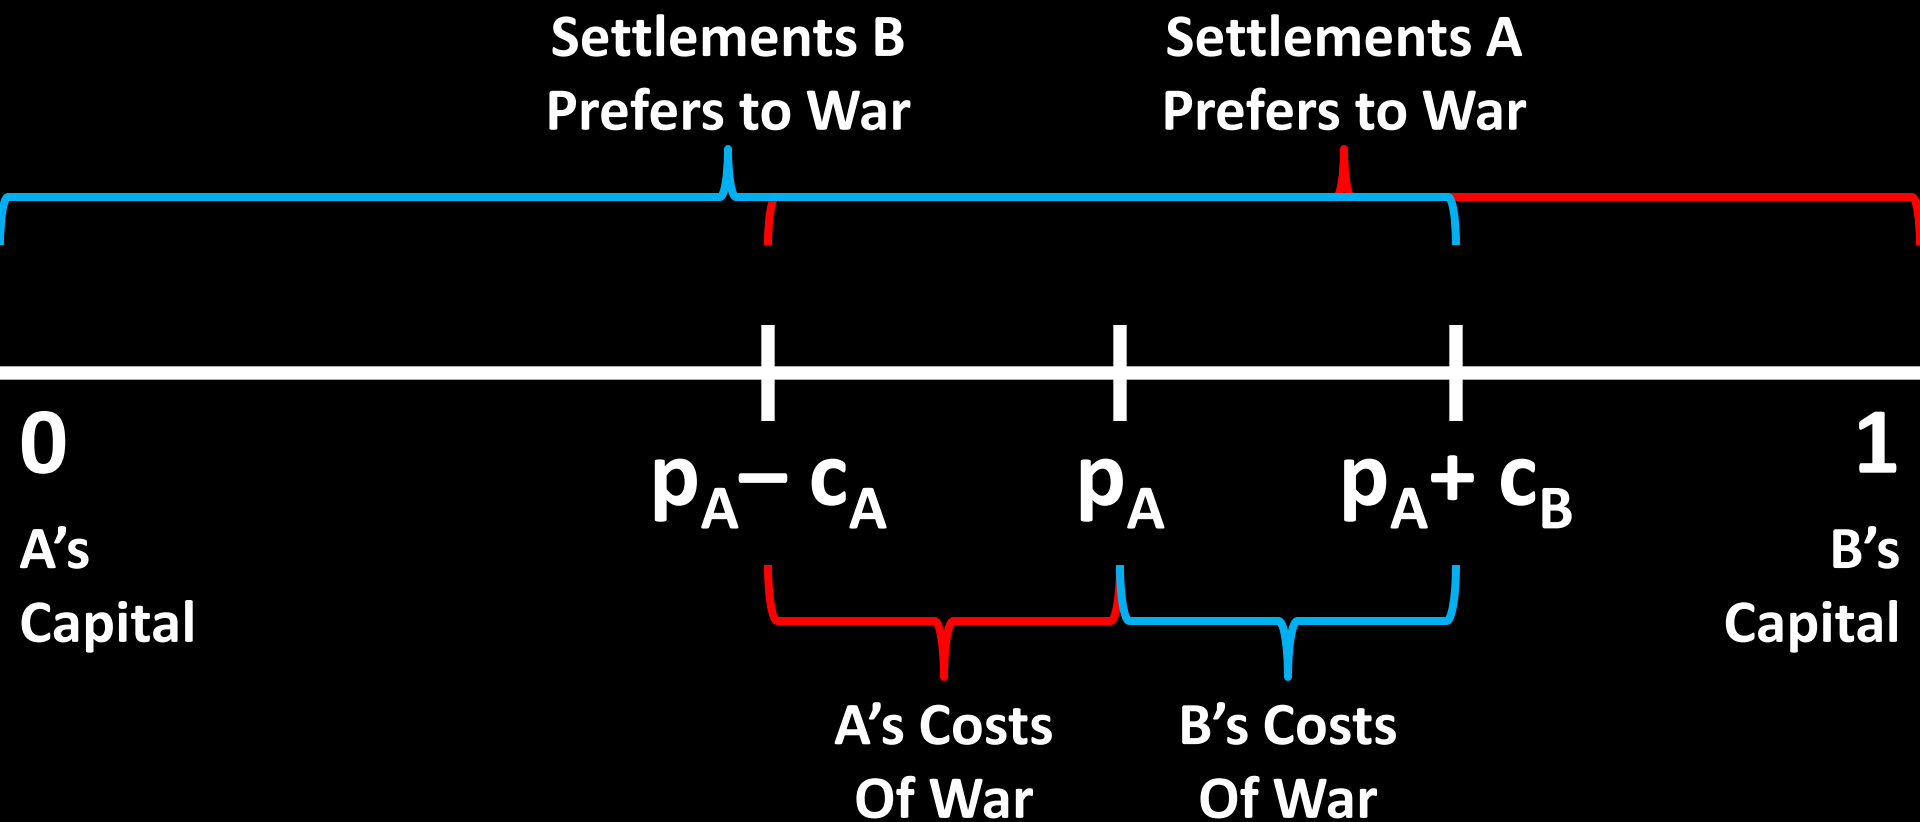 Settlements B
Prefers to War
Settlements A
Prefers to War
0
1
pA– cA
pA
pA+ cB
A’s
Capital
B’s
Capital
A’s Costs
Of War
B’s Costs
Of War